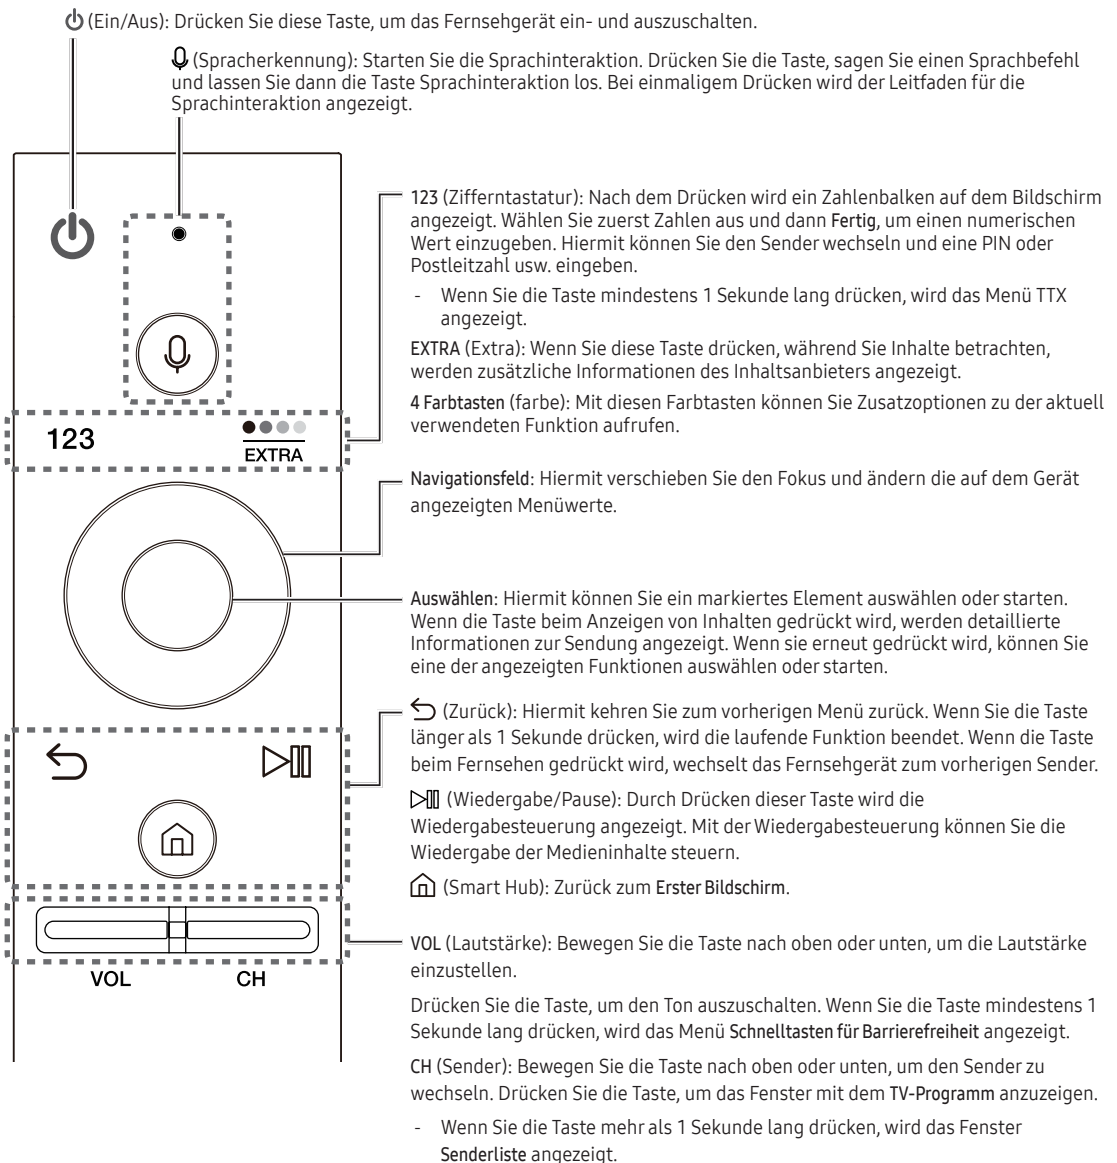 (Ein/Aus): Drücken Sie diese Taste, um das Fernsehgerät ein- und auszuschalten.
(Spracherkennung): Starten Sie die Sprachinteraktion. Drücken Sie die Taste, sagen Sie einen Sprachbefehl
und lassen Sie dann die Taste Sprachinteraktion los. Bei einmaligem Drücken wird der Leitfaden für die
Sprachinteraktion angezeigt.
123 (Zifferntastatur): Nach dem Drücken wird ein Zahlenbalken auf dem Bildschirm
angezeigt. Wählen Sie zuerst Zahlen aus und dann Fertig, um einen numerischen
Wert einzugeben. Hiermit können Sie den Sender wechseln und eine PIN oder
Postleitzahl usw. eingeben.
- Wenn Sie die Taste mindestens 1 Sekunde lang drücken, wird das Menü TTX
angezeigt.
EXTRA (Extra): Wenn Sie diese Taste drücken, während Sie Inhalte betrachten,
werden zusätzliche Informationen des Inhaltsanbieters angezeigt.
4 Farbtasten (farbe): Mit diesen Farbtasten können Sie Zusatzoptionen zu der aktuell
verwendeten Funktion aufrufen.
123
EXTRA
Navigationsfeld: Hiermit verschieben Sie den Fokus und ändern die auf dem Gerät
angezeigten Menüwerte.
Auswählen: Hiermit können Sie ein markiertes Element auswählen oder starten.
Wenn die Taste beim Anzeigen von Inhalten gedrückt wird, werden detaillierte
Informationen zur Sendung angezeigt. Wenn sie erneut gedrückt wird, können Sie
eine der angezeigten Funktionen auswählen oder starten.
(Zurück): Hiermit kehren Sie zum vorherigen Menü zurück. Wenn Sie die Taste
länger als 1 Sekunde drücken, wird die laufende Funktion beendet. Wenn die Taste
beim Fernsehen gedrückt wird, wechselt das Fernsehgerät zum vorherigen Sender.
(Wiedergabe/Pause): Durch Drücken dieser Taste wird die
Wiedergabesteuerung angezeigt. Mit der Wiedergabesteuerung können Sie die
Wiedergabe der Medieninhalte steuern.
(Smart Hub): Zurück zum Erster Bildschirm.
VOL (Lautstärke): Bewegen Sie die Taste nach oben oder unten, um die Lautstärke
einzustellen.
VOL
CH
Drücken Sie die Taste, um den Ton auszuschalten. Wenn Sie die Taste mindestens 1
Sekunde lang drücken, wird das Menü Schnelltasten für Barrierefreiheit angezeigt.
CH (Sender): Bewegen Sie die Taste nach oben oder unten, um den Sender zu
wechseln. Drücken Sie die Taste, um das Fenster mit dem TV-Programm anzuzeigen.
- Wenn Sie die Taste mehr als 1 Sekunde lang drücken, wird das Fenster
Senderliste angezeigt.